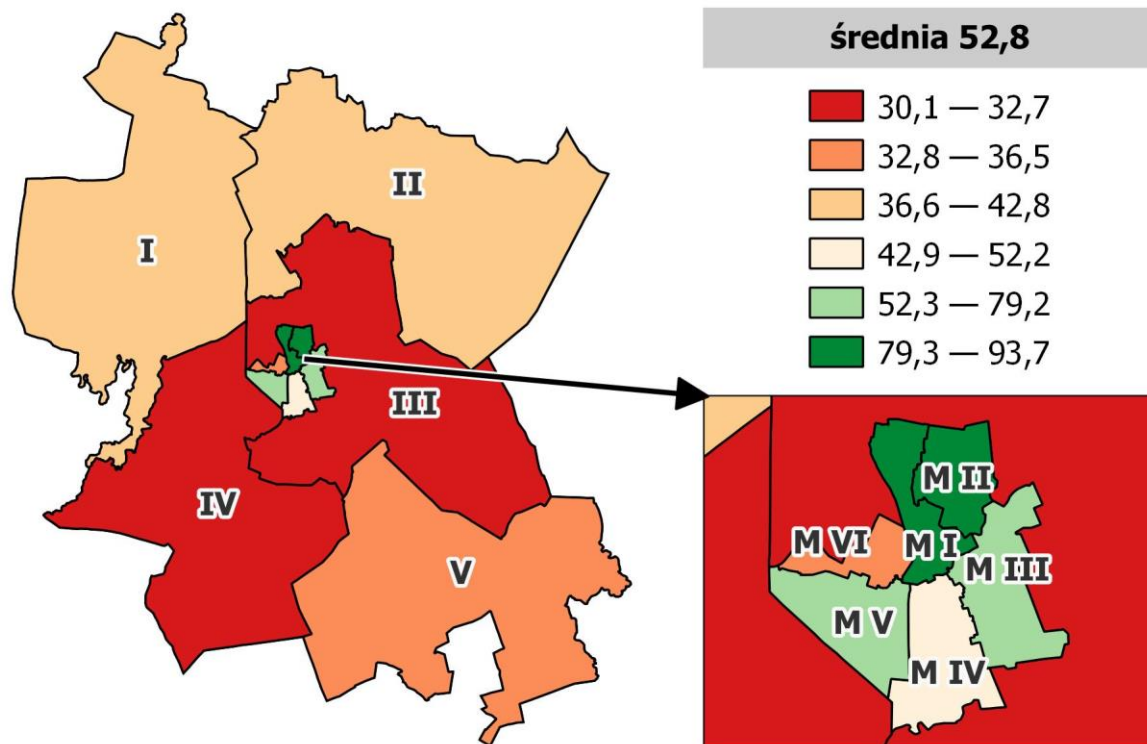 średnia 52,8
30,1 — 32,7
32,8 — 36,5
36,6 — 42,8
42,9 — 52,2
52,3 — 79,2
79,3 — 93,7
I
II
III
IV
V
M II
M VI
M I
M III
M V
M IV